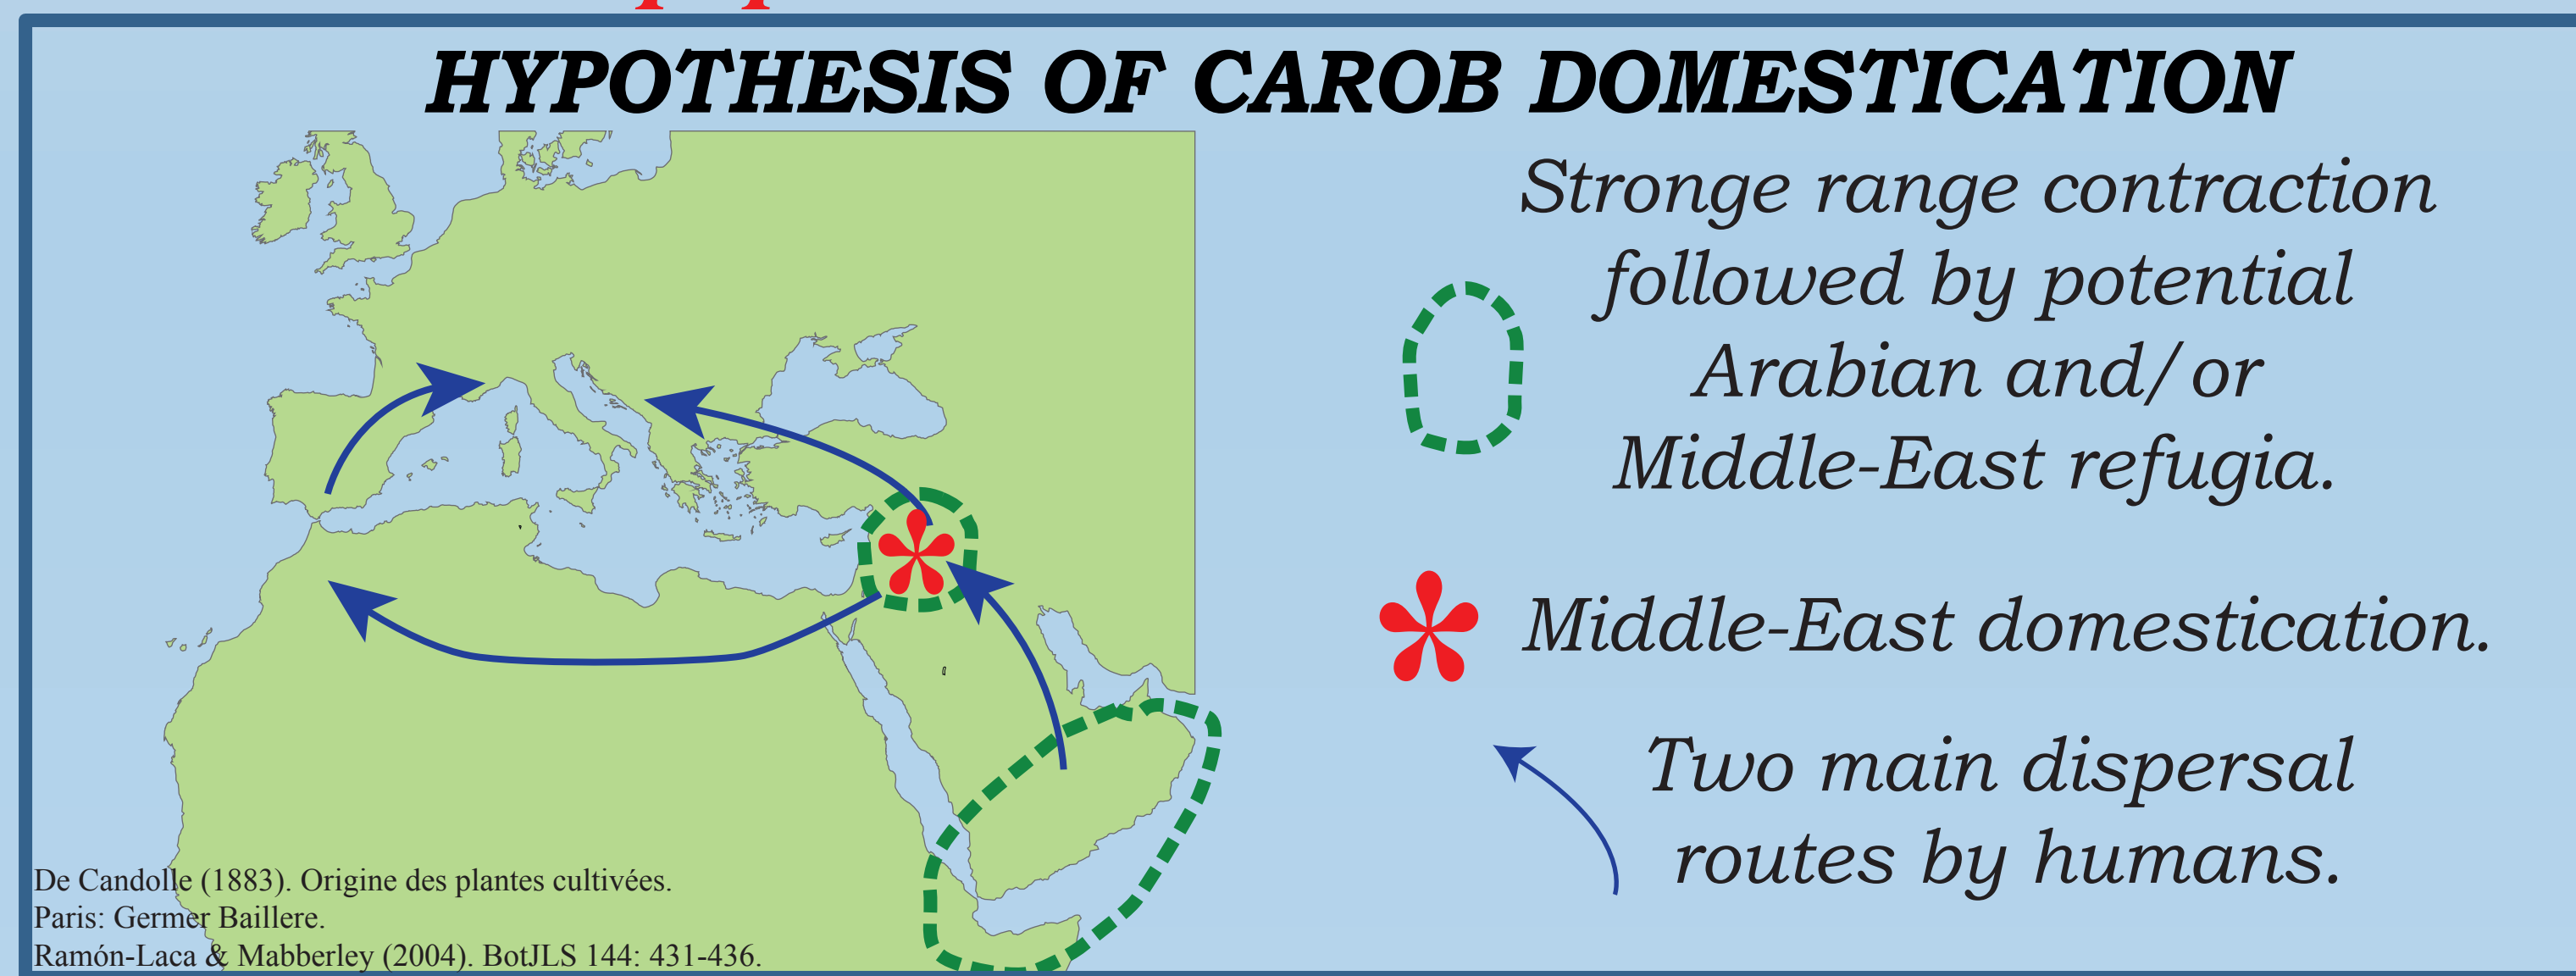 HYPOTHESIS OF CAROB DOMESTICATION
Stronge range contraction
followed by potential
Arabian and/or
Middle-East refugia.
Middle-East domestication.
Two main dispersal
routes by humans.
De Candolle (1883). Origine des plantes cultivées.
Paris: Germer Baillere.
Ramón-Laca & Mabberley (2004). BotJLS 144: 431-436.